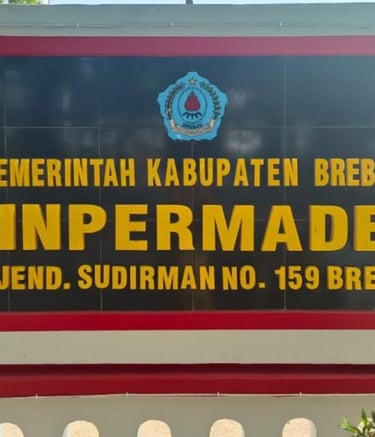 EMERINTAH KABUPATEN BREB
INPERMADE
JEND. SUDIRMAN NO. 159 BRE